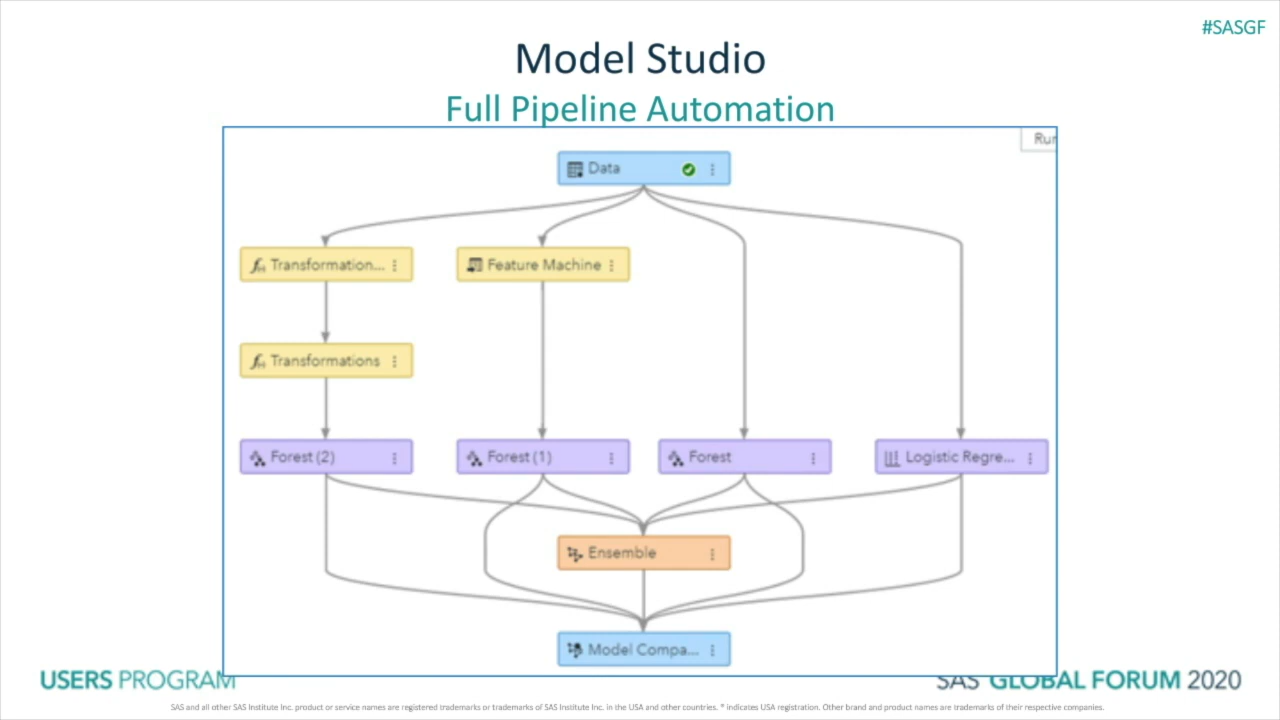 #SASGF
Model Studio
Full Pipeline Automation
Run
Data
Transformation...
Feature Machine
Transformations
Forest (2)
Forest (1)
Forest
Logistic Regre...
Ensemble
Model Compa...
USERS PROGRAM
SAS GLOBAL FORUM 2020
SAS and all other SAS Institute Inc. product or service names are registered trademarks or trademarks of SAS Institute Inc. in the USA and other countries. ® indicates USA registration. Other brand and product names are trademarks of their respective companies.